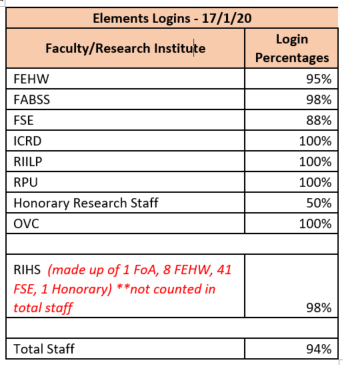 Elements Logins - 17/1/20
Faculty/Research Institute Login Percentages
FEHW 95%
FABSS 98%
FSE 88%
ICRD 100%
RIILP 100%
RPU 100%
Honorary Research Staff 50%
OVC 100%
RIHS (made up of 1 FoA, 8 FEHW, 41
FSE, 1 Honorary) **not counted in
total staff 98%
Total Staff 94%